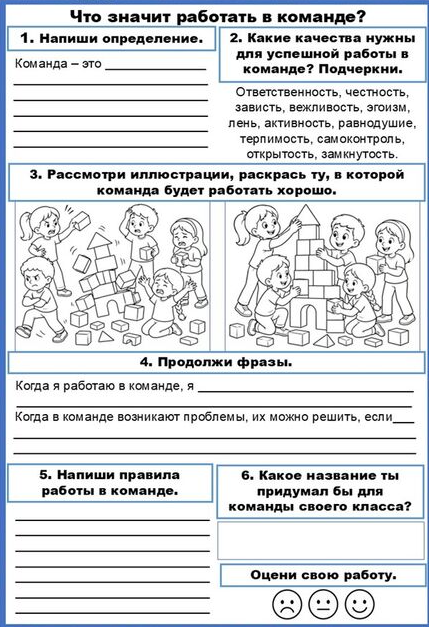 Что значит работать в команде?
1. Напиши определение.
Команда – это
2. Какие качества нужны
для успешной работы в
команде? Подчеркни.
Ответственность, честность,
зависть, вежливость, эгоизм,
лень, активность, равнодушие,
терпимость, самоконтроль,
открытость, замкнутость.
3. Рассмотри иллюстрации, раскрась ту, в которой
команда будет работать хорошо.
4. Продолжи фразы.
Когда я работаю в команде, я
Когда в команде возникают проблемы, их можно решить, если
5. Напиши правила
работы в команде.
6. Какое название ты
придумал бы для
команды своего класса?
Оцени свою работу.